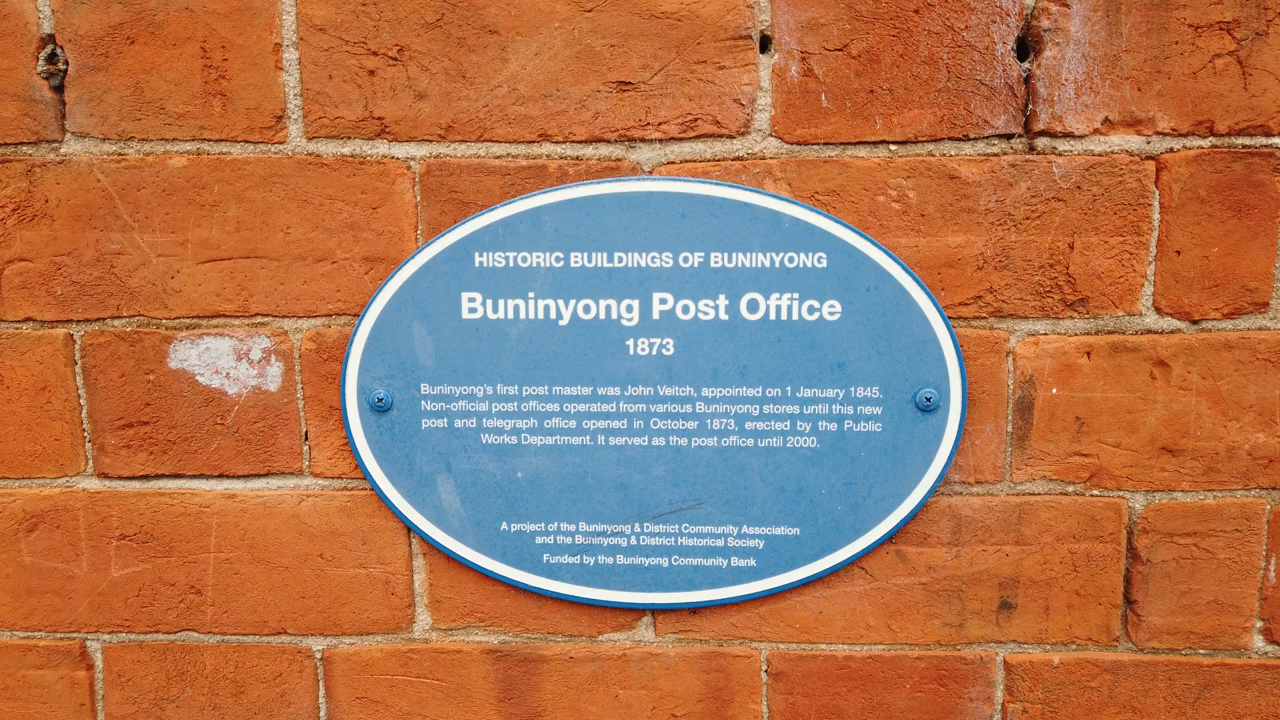 HISTORIC BUILDINGS OF BUNINYONG
Buninyong Post Office
1873
Buninyong's first post master was John Veitch, appointed on 1 January 1845.
Non-official post offices operated from various Buninyong stores until this new
post and telegraph office opened in October 1873, erected by the Public
Works Department. It served as the post office until 2000.
A project of the Buninyong & District Community Association
and the Buninyong & District Historical Society
Funded by the Buninyong Community Bank